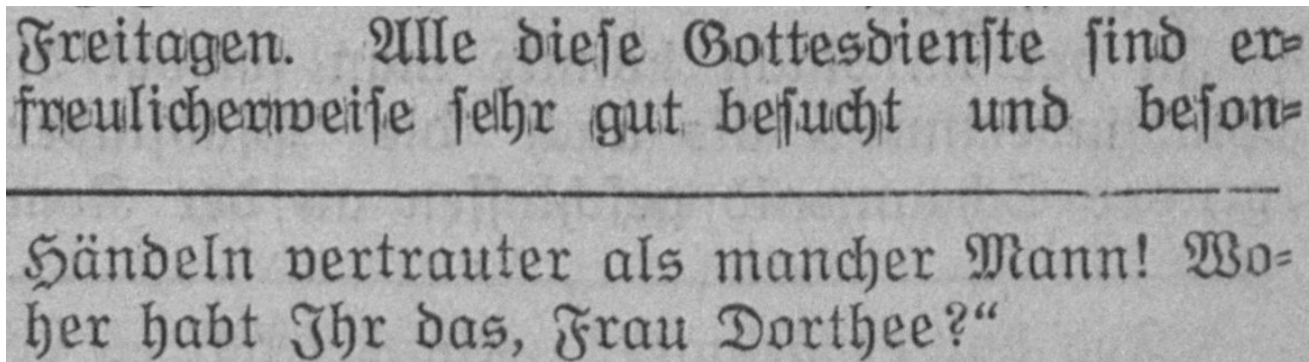 Freitagen. Alle dieſe Gottesdienſte ſind er-
freulicherweiſe ſehr gut beſucht und beſon-
Händeln vertrauter als mancher Mann! Wo-
her habt Ihr das, Frau Dorthee?“